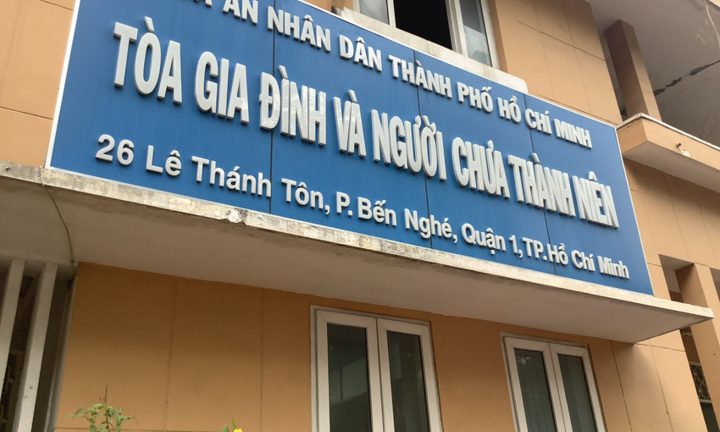 ÁN NHÂN DÂN THÀNH PHỐ HỒ CHÍ MINH
TÒA GIA ĐÌNH VÀ NGƯỜI CHƯA THÀNH NIÊN
26 Lê Thánh Tôn, P. Bến Nghé, Quận 1, TP. Hồ Chí Minh